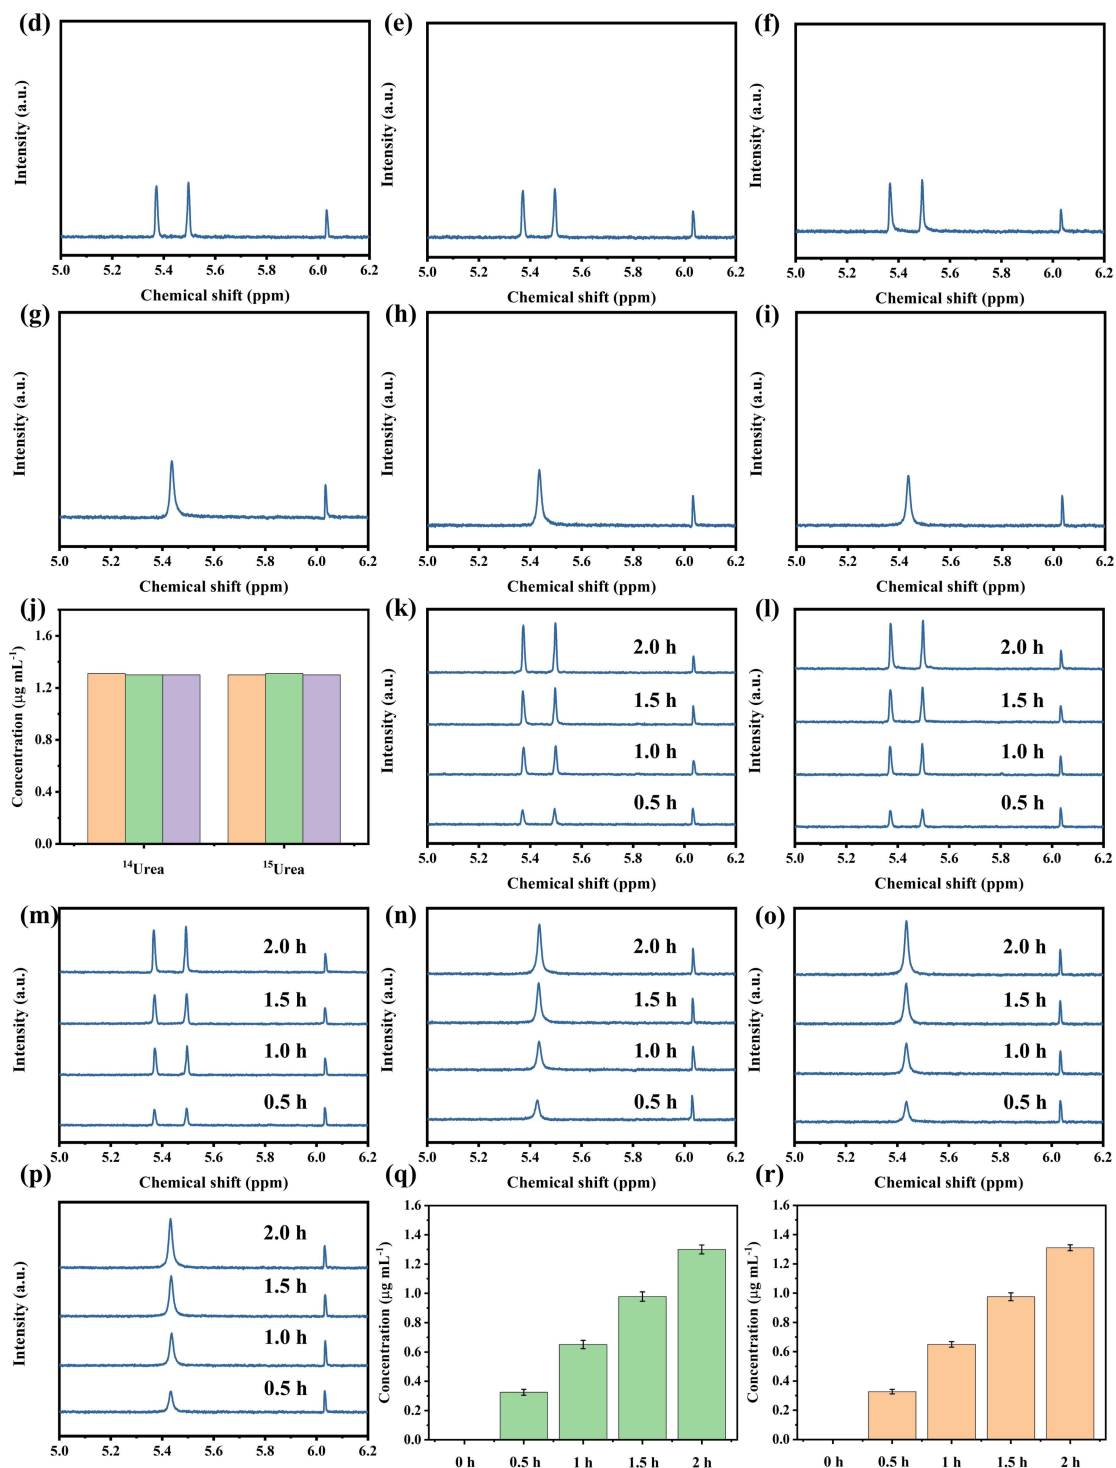 (d)
Intensity (a.u.)
5.0 5.2 5.4 5.6 5.8 6.0 6.2
Chemical shift (ppm)
(e)
Intensity (a.u.)
5.0 5.2 5.4 5.6 5.8 6.0 6.2
Chemical shift (ppm)
(f)
Intensity (a.u.)
5.0 5.2 5.4 5.6 5.8 6.0 6.2
Chemical shift (ppm)
(g)
Intensity (a.u.)
5.0 5.2 5.4 5.6 5.8 6.0 6.2
Chemical shift (ppm)
(h)
Intensity (a.u.)
5.0 5.2 5.4 5.6 5.8 6.0 6.2
Chemical shift (ppm)
(i)
Intensity (a.u.)
5.0 5.2 5.4 5.6 5.8 6.0 6.2
Chemical shift (ppm)
(j)
Concentration (μg mL⁻¹)
1.6
1.2
0.8
0.4
0.0
¹⁴Urea ¹⁵Urea
(k)
Intensity (a.u.)
2.0 h
1.5 h
1.0 h
0.5 h
5.0 5.2 5.4 5.6 5.8 6.0 6.2
Chemical shift (ppm)
(l)
Intensity (a.u.)
2.0 h
1.5 h
1.0 h
0.5 h
5.0 5.2 5.4 5.6 5.8 6.0 6.2
Chemical shift (ppm)
(m)
Intensity (a.u.)
2.0 h
1.5 h
1.0 h
0.5 h
5.0 5.2 5.4 5.6 5.8 6.0 6.2
Chemical shift (ppm)
(n)
Intensity (a.u.)
2.0 h
1.5 h
1.0 h
0.5 h
5.0 5.2 5.4 5.6 5.8 6.0 6.2
Chemical shift (ppm)
(o)
Intensity (a.u.)
2.0 h
1.5 h
1.0 h
0.5 h
5.0 5.2 5.4 5.6 5.8 6.0 6.2
Chemical shift (ppm)
(p)
Intensity (a.u.)
2.0 h
1.5 h
1.0 h
0.5 h
5.0 5.2 5.4 5.6 5.8 6.0 6.2
Chemical shift (ppm)
(q)
Concentration (μg mL⁻¹)
1.6
1.4
1.2
1.0
0.8
0.6
0.4
0.2
0.0
0 h 0.5 h 1 h 1.5 h 2 h
(r)
Concentration (μg mL⁻¹)
1.6
1.4
1.2
1.0
0.8
0.6
0.4
0.2
0.0
0 h 0.5 h 1 h 1.5 h 2 h